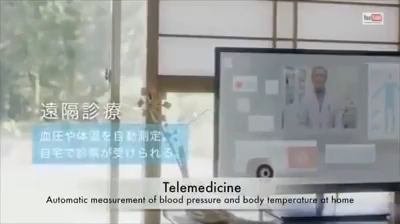 YouTube
遠隔診療
血圧や体温を自動測定。
自宅で診察が受けられる。
Telemedicine
Automatic measurement of blood pressure and body temperature at home